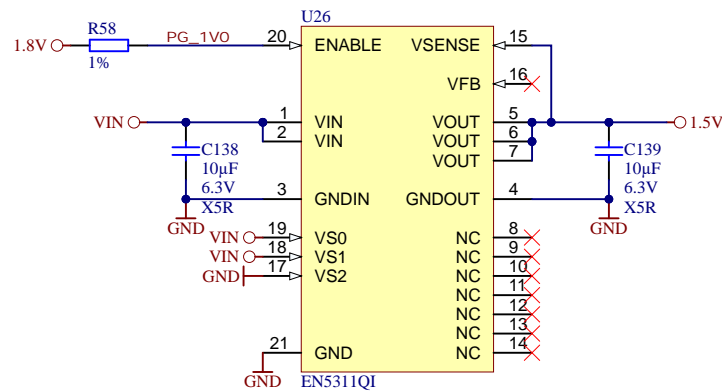 U26
R58
1.8V
PG_1V0
20
ENABLE
VSENSE
15
1%
VFB
16
VIN
1
VIN
VOUT
5
1.5V
2
VIN
VOUT
6
VOUT
7
C138
10µF
6.3V
X5R
C139
10µF
6.3V
X5R
3
GNDIN
GNDOUT
4
GND
GND
VIN
19
VS0
NC
8
VIN
18
VS1
NC
9
GND
17
VS2
NC
10
NC
11
NC
12
NC
13
21
GND
NC
14
GND
EN5311QI